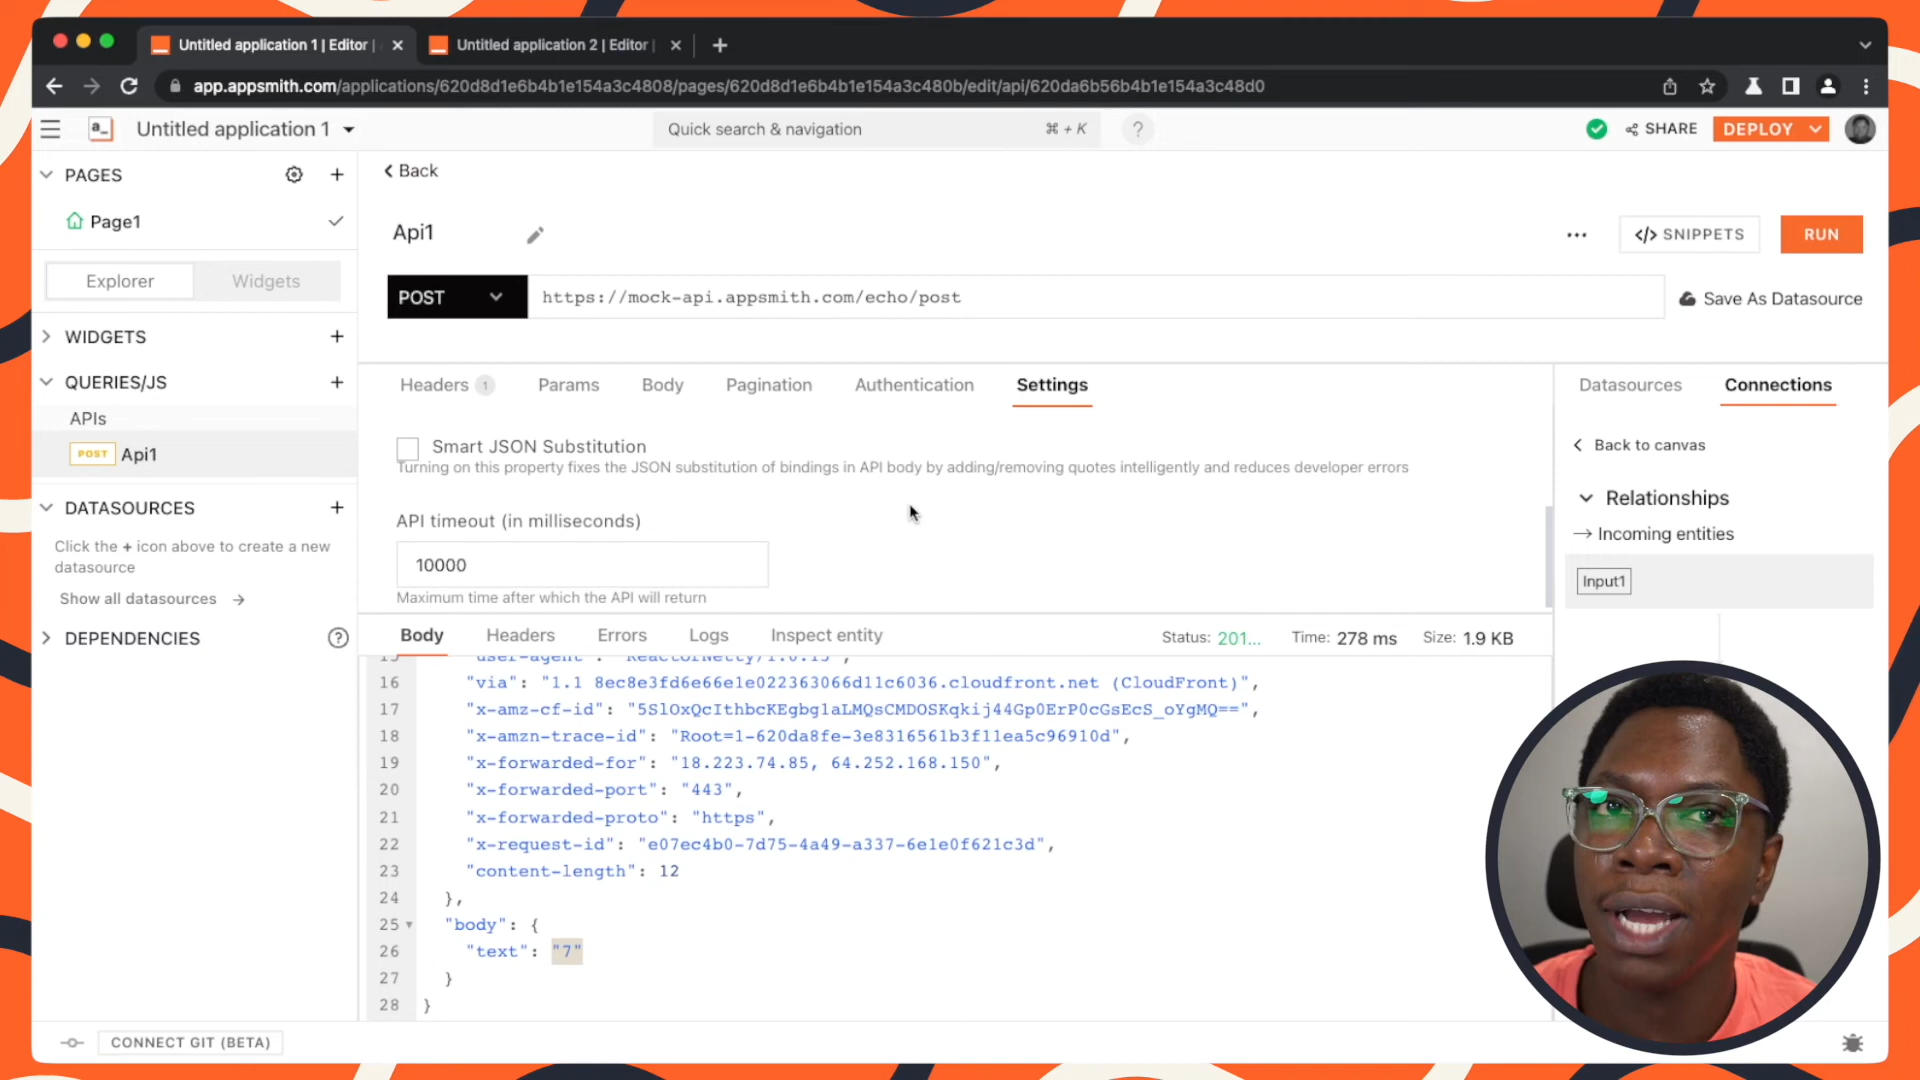 Untitled application 1 | Editor |
Untitled application 2 | Editor
app.appsmith.com/applications/620d8d1e6b4b1e154a3c4808/pages/620d8d1e6b4b1e154a3c480b/edit/api/620da6b56b4b1e154a3c48d0
a_
Untitled application 1
Quick search & navigation
⌘ + K
?
SHARE
DEPLOY
PAGES
Page1
Explorer
Widgets
WIDGETS
QUERIES/JS
APIs
POST Api1
DATASOURCES
Click the + icon above to create a new
datasource
Show all datasources
DEPENDENCIES
?
CONNECT GIT (BETA)
Back
Api1
</> SNIPPETS
RUN
POST
https://mock-api.appsmith.com/echo/post
Save As Datasource
Headers 1
Params
Body
Pagination
Authentication
Settings
Smart JSON Substitution
Turning on this property fixes the JSON substitution of bindings in API body by adding/removing quotes intelligently and reduces developer errors
API timeout (in milliseconds)
10000
Maximum time after which the API will return
Datasources
Connections
Back to canvas
Relationships
Incoming entities
Input1
Body
Headers
Errors
Logs
Inspect entity
Status: 201...
Time: 278 ms
Size: 1.9 KB
15 "user-agent": "ReactorNetty/1.0.15",
16 "via": "1.1 8ec8e3fd6e66e1e022363066d11c6036.cloudfront.net (CloudFront)",
17 "x-amz-cf-id": "5SlOxQcIthbcKEgbg1aLMQsCMDOSKqkij44Gp0ErP0cGsEcS_oYgMQ==",
18 "x-amzn-trace-id": "Root=1-620da8fe-3e8316561b3f11ea5c96910d",
19 "x-forwarded-for": "18.223.74.85, 64.252.168.150",
20 "x-forwarded-port": "443",
21 "x-forwarded-proto": "https",
22 "x-request-id": "e07ec4b0-7d75-4a49-a337-6e1e0f621c3d",
23 "content-length": 12
24 },
25 "body": {
26 "text": "7"
27 }
28 }